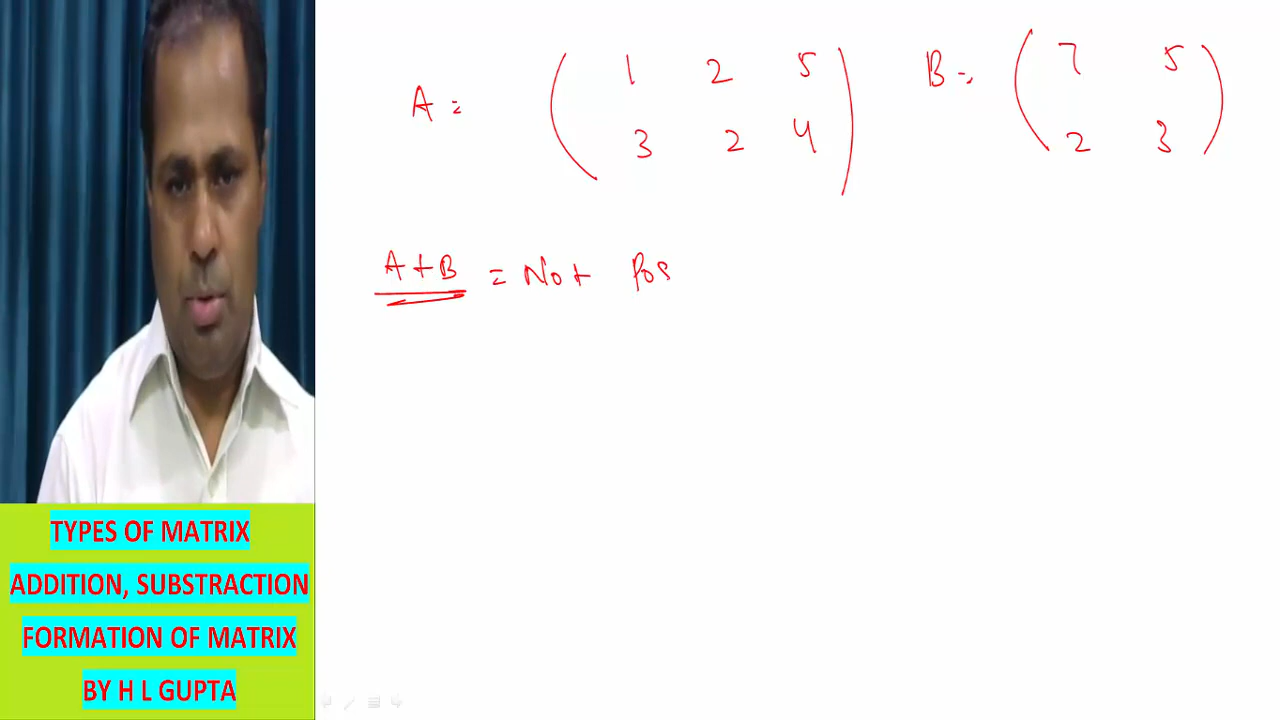 A = ( 1 2 5 B = ( 7 5 )
3 2 4 ) 2 3
A+B = Not Pos
TYPES OF MATRIX
ADDITION, SUBSTRACTION
FORMATION OF MATRIX
BY H L GUPTA